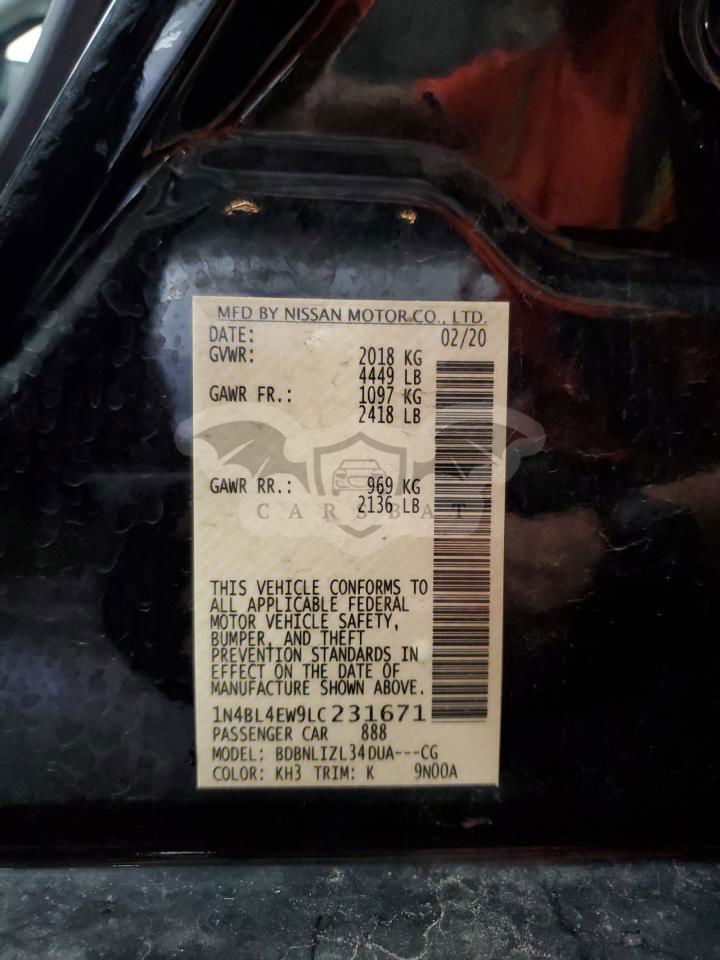 MFD BY NISSAN MOTOR CO., LTD.
DATE: 02/20
GVWR: 2018 KG
4449 LB
GAWR FR.: 1097 KG
2418 LB
GAWR RR.: 969 KG
2136 LB
CARSBAT
THIS VEHICLE CONFORMS TO
ALL APPLICABLE FEDERAL
MOTOR VEHICLE SAFETY,
BUMPER, AND THEFT
PREVENTION STANDARDS IN
EFFECT ON THE DATE OF
MANUFACTURE SHOWN ABOVE.
1N4BL4EW9LC231671
PASSENGER CAR 888
MODEL: BDBNLIZL34DUA---CG
COLOR: KH3 TRIM: K 9N00A